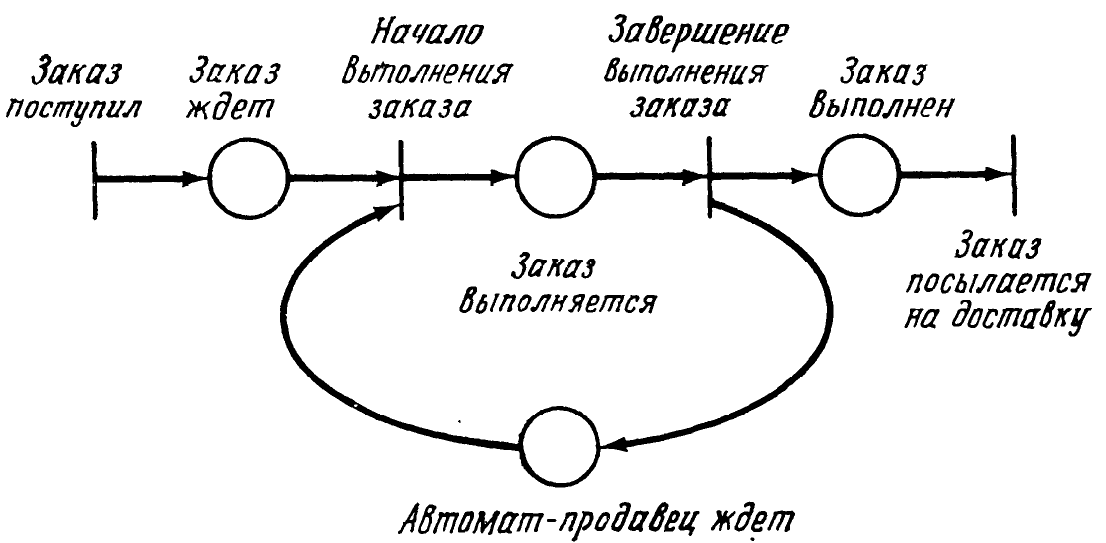 Заказ
поступил
Заказ
ждет
Начало
выполнения
заказа
Завершение
выполнения
заказа
Заказ
выполнен
Заказ
выполняется
Заказ
посылается
на доставку
Автомат-продавец ждет